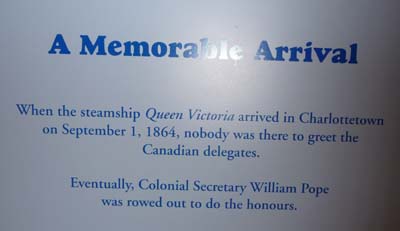 A Memorable Arrival
When the steamship Queen Victoria arrived in Charlottetown
on September 1, 1864, nobody was there to greet the
Canadian delegates.
Eventually, Colonial Secretary William Pope
was rowed out to do the honours.